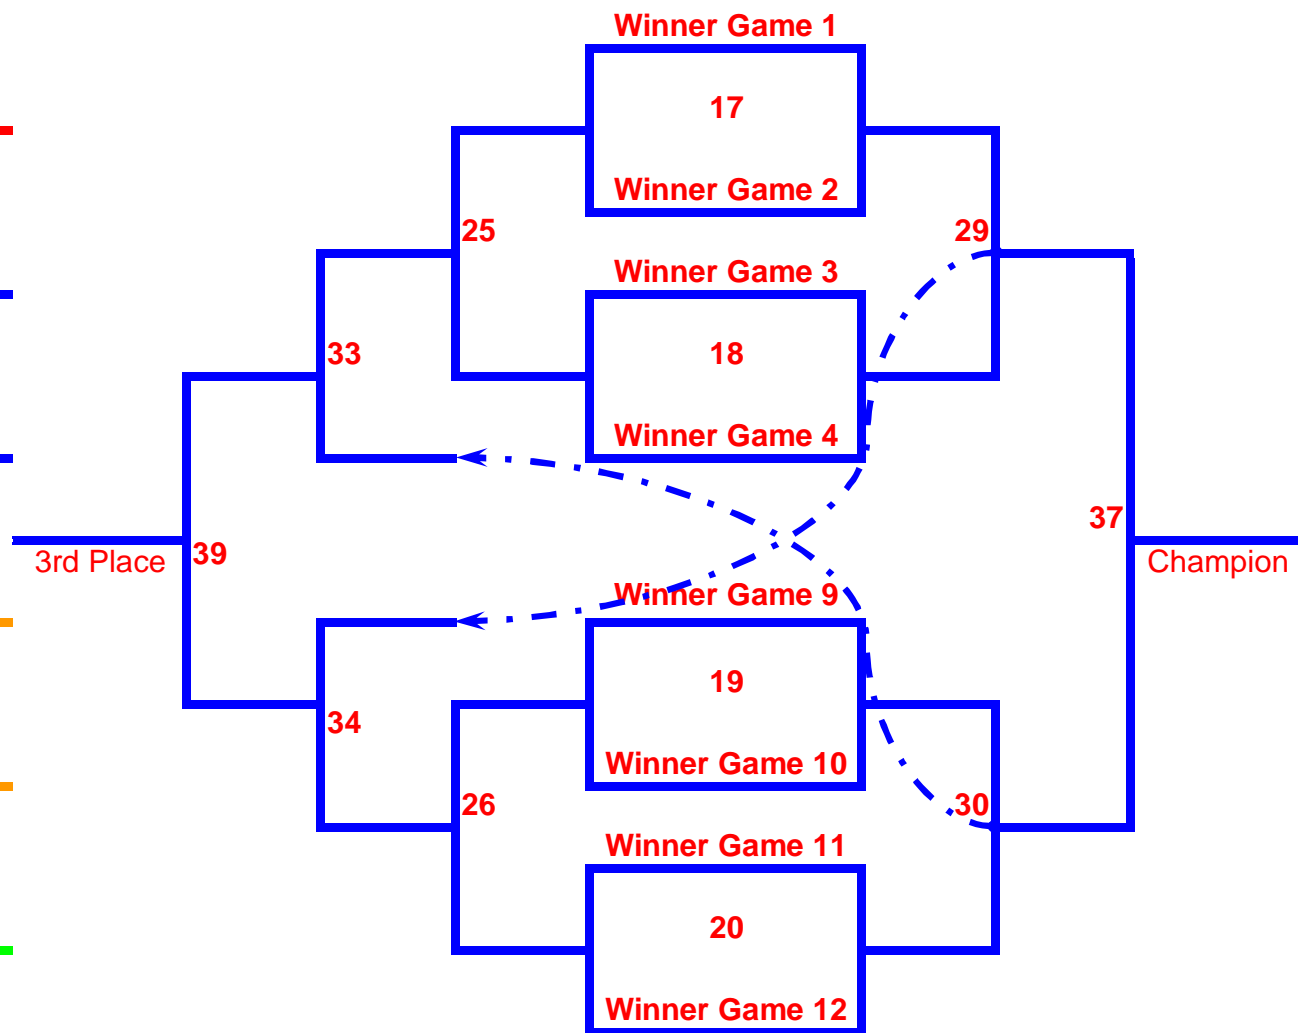 Winner Game 1
17
Winner Game 2
25
29
Winner Game 3
33
18
Winner Game 4
37
39
3rd Place
Champion
Winner Game 9
19
34
Winner Game 10
26
30
Winner Game 11
20
Winner Game 12